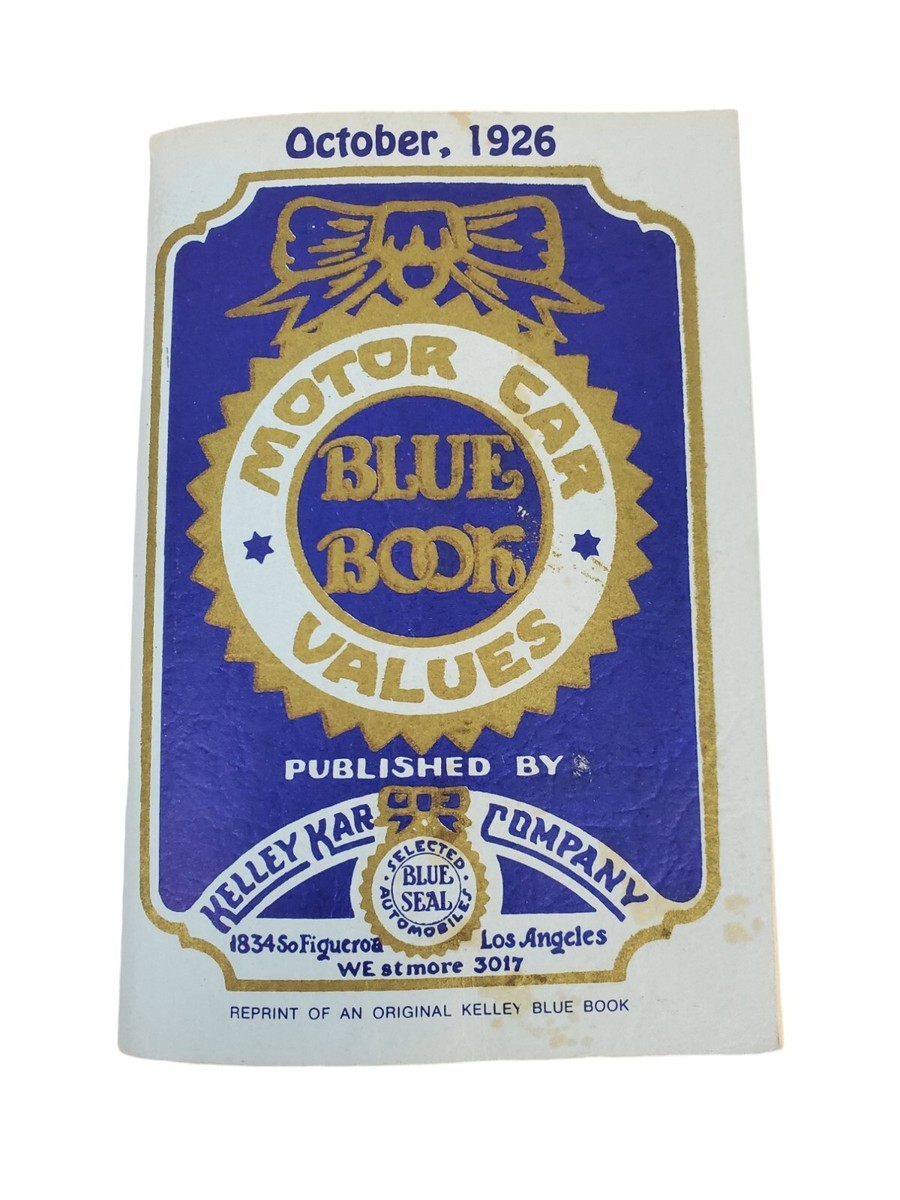 October, 1926
MOTOR CAR
BLUE
BOOK
VALUES
PUBLISHED BY
KELLEY KAR COMPANY
SELECTED
BLUE
SEAL
AUTOMOBILES
1834 So Figueroa Los Angeles
WEstmore 3017
REPRINT OF AN ORIGINAL KELLEY BLUE BOOK